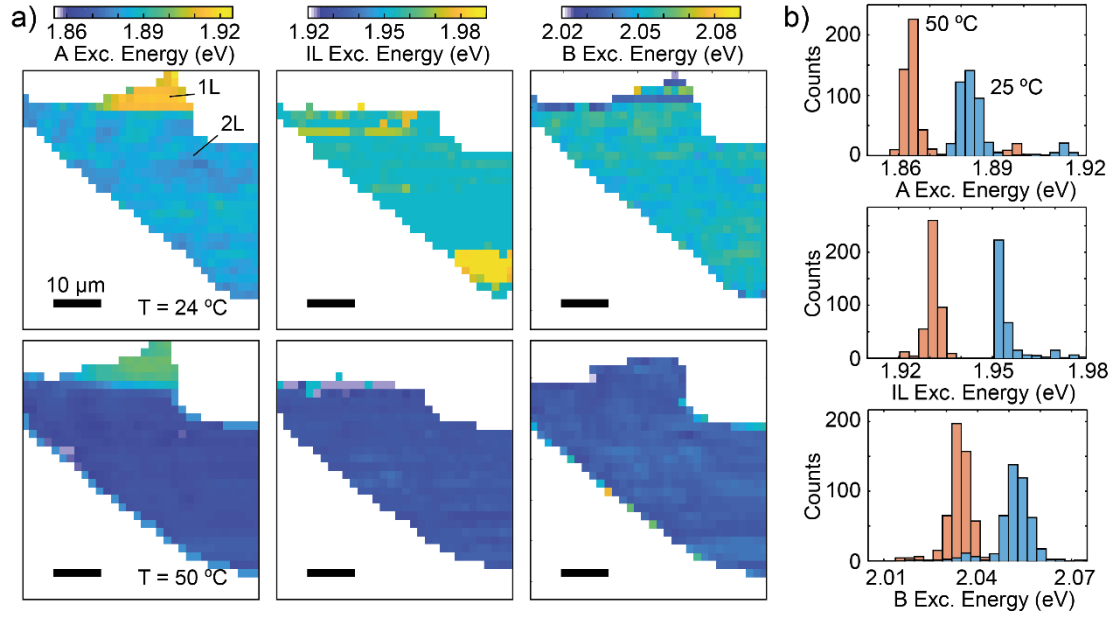 a)
1.86 1.89 1.92
A Exc. Energy (eV)
1.92 1.95 1.98
IL Exc. Energy (eV)
2.02 2.05 2.08
B Exc. Energy (eV)
1L
2L
10 µm
T = 24 ºC
T = 50 ºC
b)
50 ºC
25 ºC
Counts
200
100
0
1.86 1.89 1.92
A Exc. Energy (eV)
Counts
200
100
0
1.92 1.95 1.98
IL Exc. Energy (eV)
Counts
200
100
0
2.01 2.04 2.07
B Exc. Energy (eV)